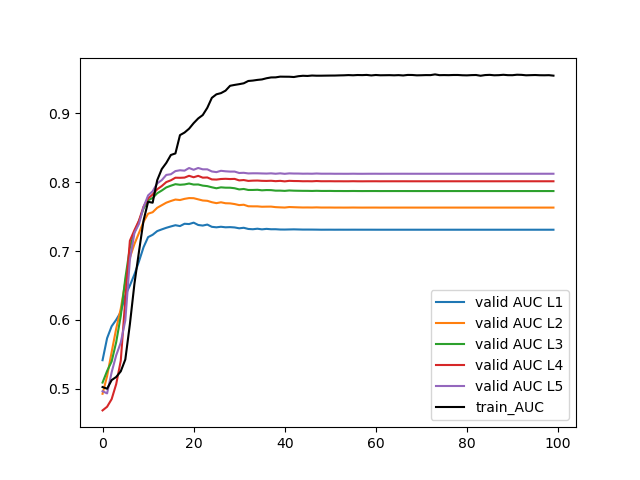 0.9
0.8
0.7
0.6
0.5
valid AUC L1
valid AUC L2
valid AUC L3
valid AUC L4
valid AUC L5
train_AUC
0 20 40 60 80 100